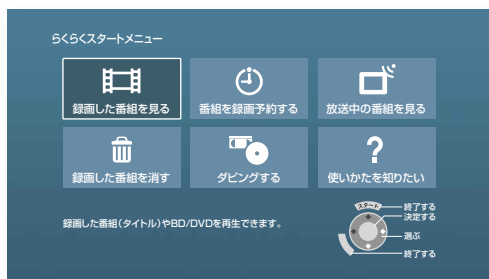 らくらくスタートメニュー
録画した番組を見る
番組を録画予約する
放送中の番組を見る
録画した番組を消す
ダビングする
使いかたを知りたい
録画した番組(タイトル)やBD/DVDを再生できます。
スタート
終了する
決定する
選ぶ
終了する